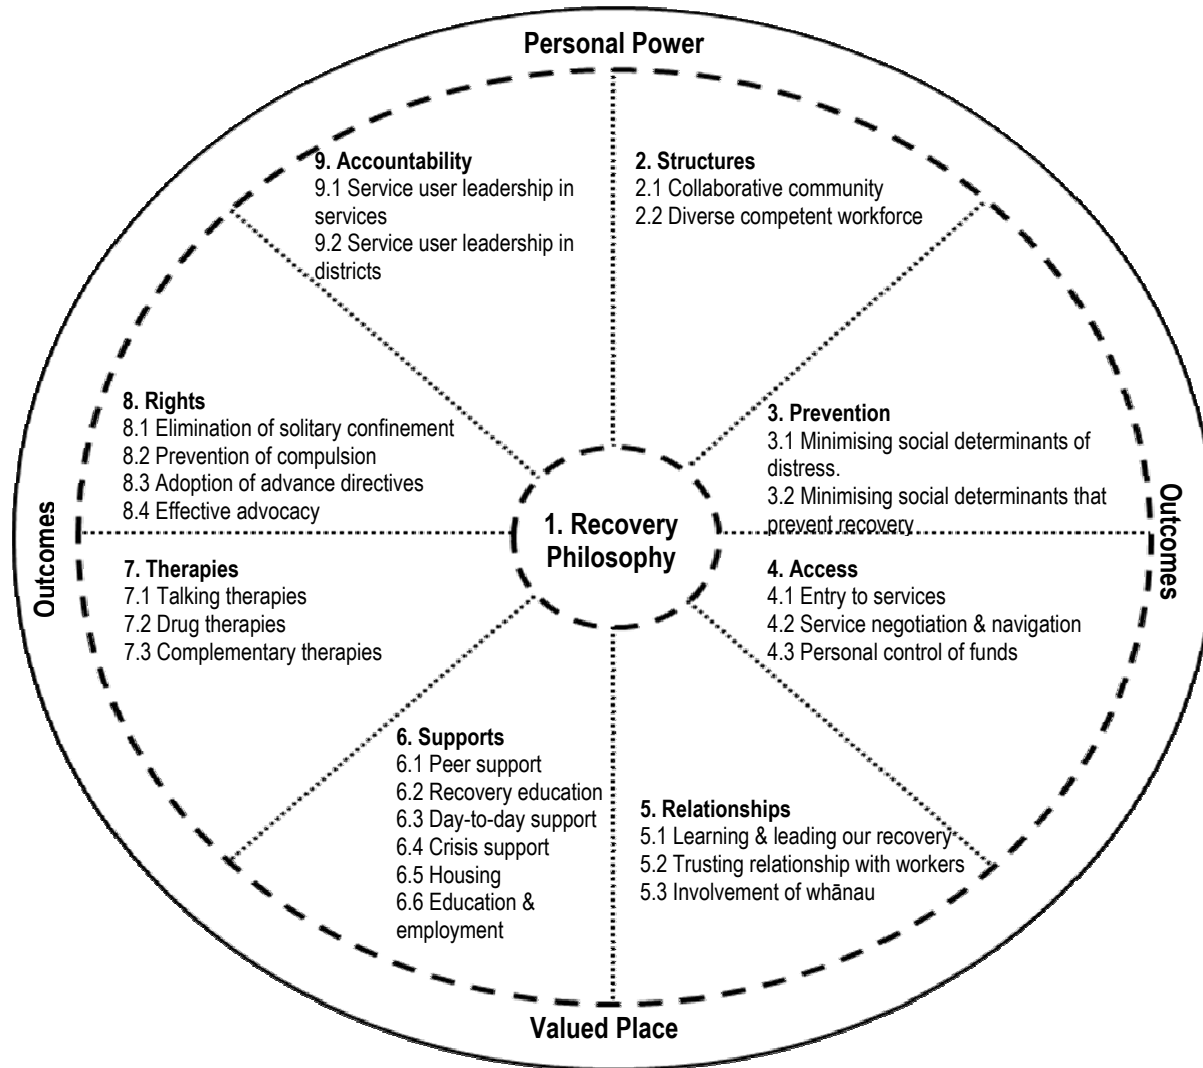 Personal Power
9. Accountability
9.1 Service user leadership in
services
9.2 Service user leadership in
districts
2. Structures
2.1 Collaborative community
2.2 Diverse competent workforce
8. Rights
8.1 Elimination of solitary confinement
8.2 Prevention of compulsion
8.3 Adoption of advance directives
8.4 Effective advocacy
3. Prevention
3.1 Minimising social determinants of
distress.
3.2 Minimising social determinants that
prevent recovery
Outcomes
1. Recovery
Philosophy
Outcomes
7. Therapies
7.1 Talking therapies
7.2 Drug therapies
7.3 Complementary therapies
4. Access
4.1 Entry to services
4.2 Service negotiation & navigation
4.3 Personal control of funds
6. Supports
6.1 Peer support
6.2 Recovery education
6.3 Day-to-day support
6.4 Crisis support
6.5 Housing
6.6 Education &
employment
5. Relationships
5.1 Learning & leading our recovery
5.2 Trusting relationship with workers
5.3 Involvement of whānau
Valued Place